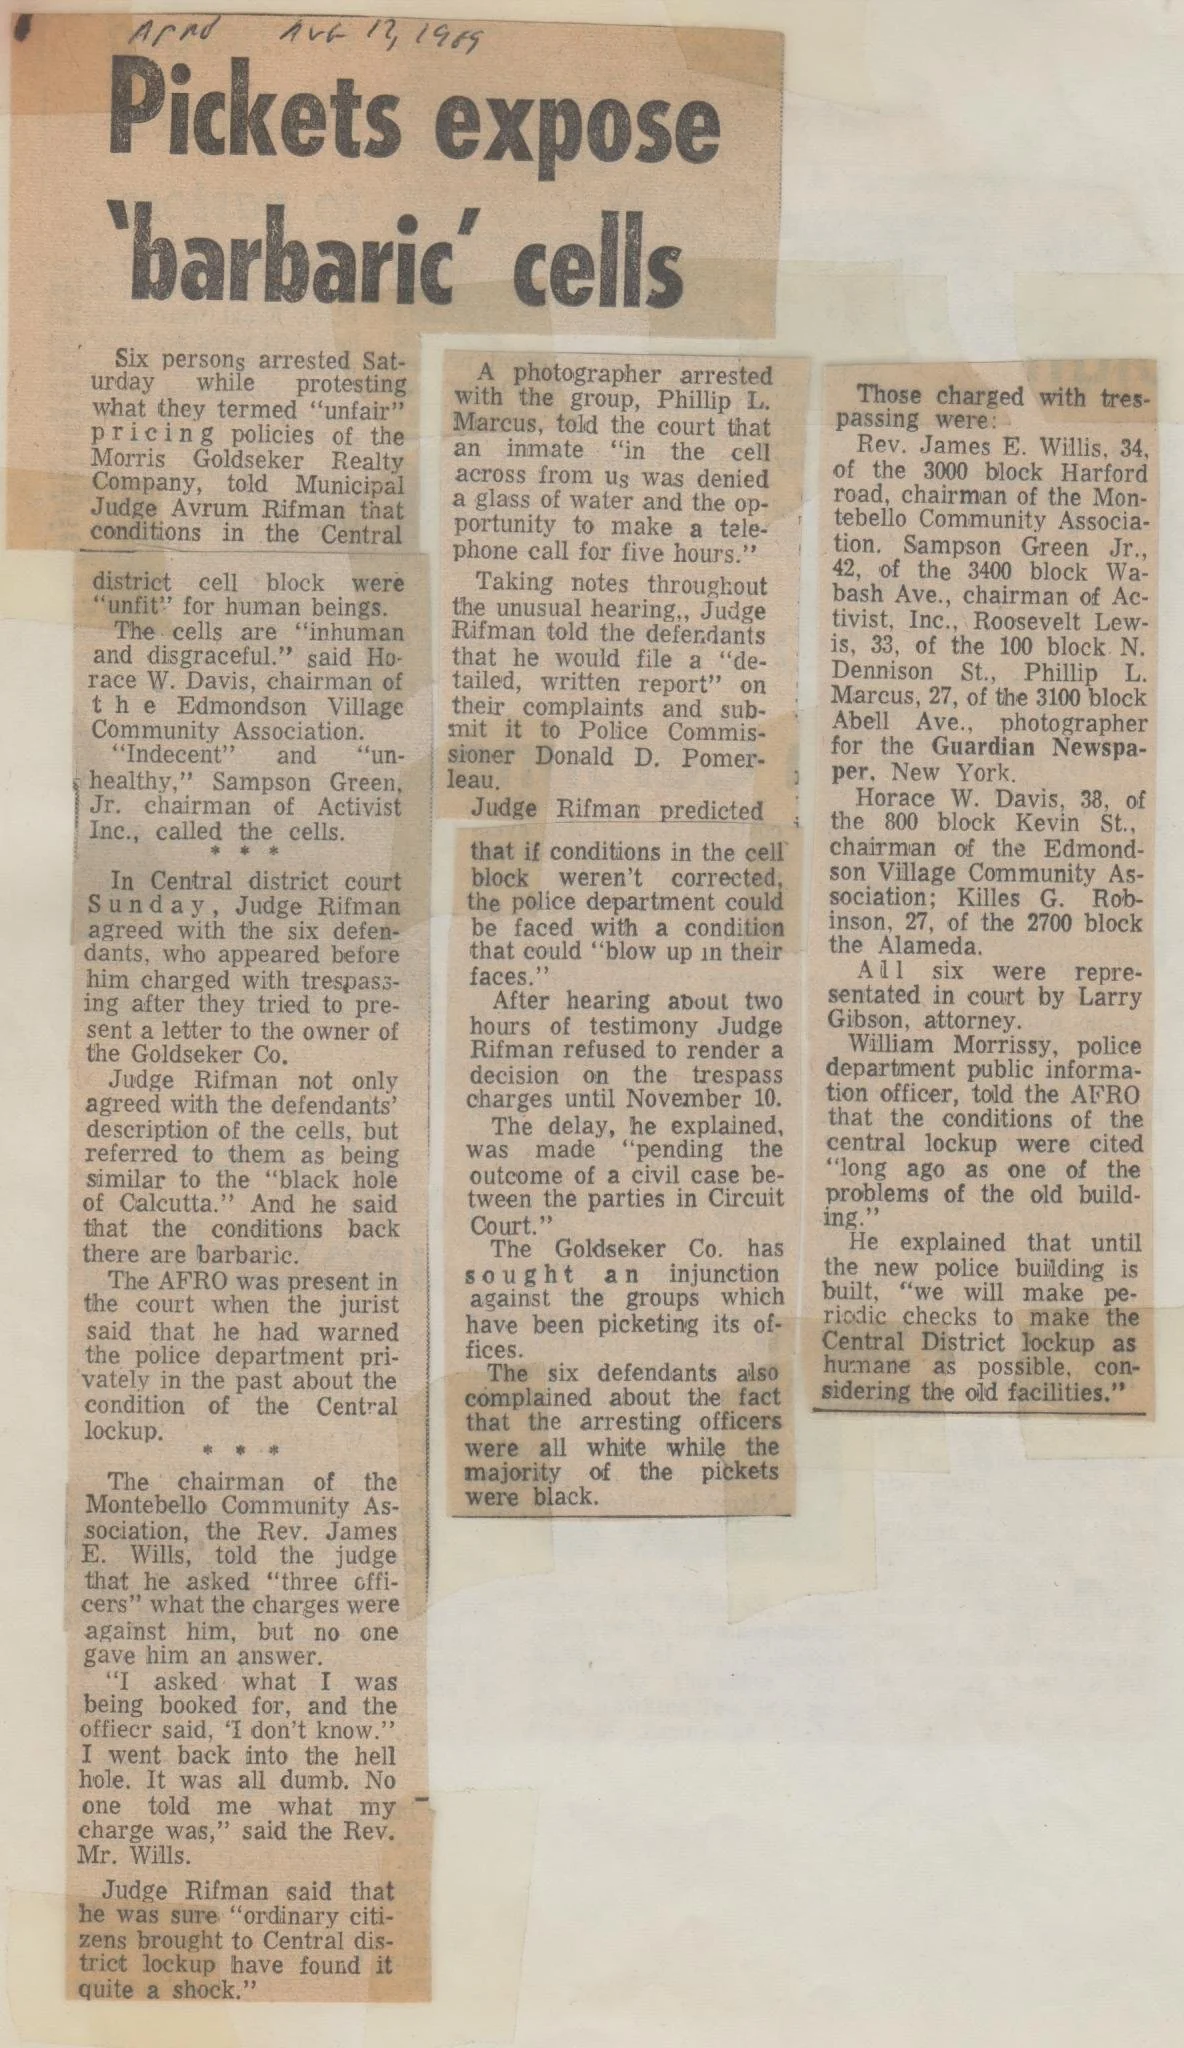 AFRO AUG 12, 1969
Pickets expose
'barbaric' cells
Six persons arrested Sat-
urday while protesting
what they termed "unfair"
pricing policies of the
Morris Goldseker Realty
Company, told Municipal
Judge Avrum Rifman that
conditions in the Central
district cell block were
"unfit" for human beings.
The cells are "inhuman
and disgraceful." said Ho-
race W. Davis, chairman of
the Edmondson Village
Community Association.
"Indecent" and "un-
healthy," Sampson Green,
Jr. chairman of Activist
Inc., called the cells.
* * *
In Central district court
Sunday, Judge Rifman
agreed with the six defen-
dants, who appeared before
him charged with trespass-
ing after they tried to pre-
sent a letter to the owner of
the Goldseker Co.
Judge Rifman not only
agreed with the defendants'
description of the cells, but
referred to them as being
similar to the "black hole
of Calcutta." And he said
that the conditions back
there are barbaric.
The AFRO was present in
the court when the jurist
said that he had warned
the police department pri-
vately in the past about the
condition of the Central
lockup.
* * *
The chairman of the
Montebello Community As-
sociation, the Rev. James
E. Wills, told the judge
that he asked "three offi-
cers" what the charges were
against him, but no one
gave him an answer.
"I asked what I was
being booked for, and the
offiecr said, 'I don't know."
I went back into the hell
hole. It was all dumb. No
one told me what my
charge was," said the Rev.
Mr. Wills.
Judge Rifman said that
he was sure "ordinary citi-
zens brought to Central dis-
trict lockup have found it
quite a shock."
A photographer arrested
with the group, Phillip L.
Marcus, told the court that
an inmate "in the cell
across from us was denied
a glass of water and the op-
portunity to make a tele-
phone call for five hours."
Taking notes throughout
the unusual hearing,, Judge
Rifman told the defendants
that he would file a "de-
tailed, written report" on
their complaints and sub-
mit it to Police Commis-
sioner Donald D. Pomer-
leau.
Judge Rifman predicted
that if conditions in the cell
block weren't corrected,
the police department could
be faced with a condition
that could "blow up in their
faces."
After hearing about two
hours of testimony Judge
Rifman refused to render a
decision on the trespass
charges until November 10.
The delay, he explained,
was made "pending the
outcome of a civil case be-
tween the parties in Circuit
Court."
The Goldseker Co. has
sought an injunction
against the groups which
have been picketing its of-
fices.
The six defendants also
complained about the fact
that the arresting officers
were all white while the
majority of the pickets
were black.
Those charged with tres-
passing were:
Rev. James E. Willis, 34,
of the 3000 block Harford
road, chairman of the Mon-
tebello Community Associa-
tion. Sampson Green Jr.,
42, of the 3400 block Wa-
bash Ave., chairman of Ac-
tivist, Inc., Roosevelt Lew-
is, 33, of the 100 block N.
Dennison St., Phillip L.
Marcus, 27, of the 3100 block
Abell Ave., photographer
for the Guardian Newspa-
per, New York.
Horace W. Davis, 38, of
the 800 block Kevin St.,
chairman of the Edmond-
son Village Community As-
sociation; Killes G. Rob-
inson, 27, of the 2700 block
the Alameda.
All six were repre-
sentated in court by Larry
Gibson, attorney.
William Morrissy, police
department public informa-
tion officer, told the AFRO
that the conditions of the
central lockup were cited
"long ago as one of the
problems of the old build-
ing."
He explained that until
the new police building is
built, "we will make pe-
riodic checks to make the
Central District lockup as
humane as possible, con-
sidering the old facilities."